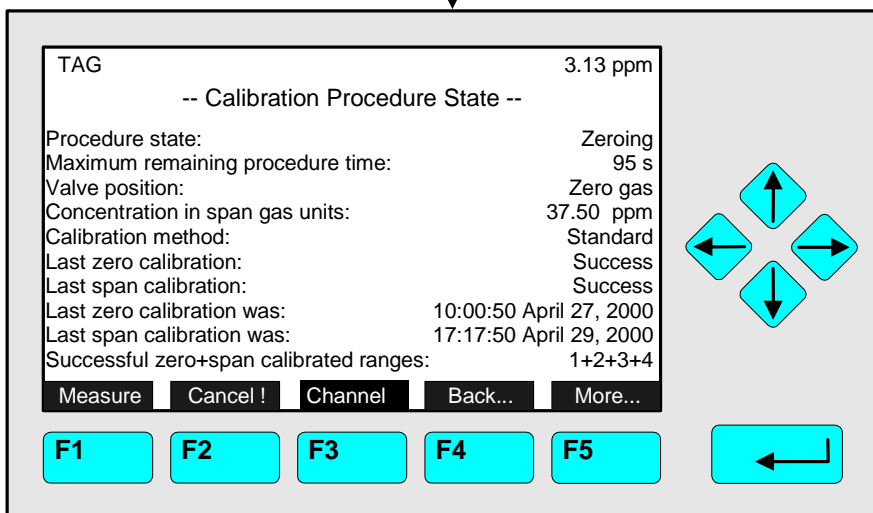 TAG 3.13 ppm
-- Calibration Procedure State --
Procedure state: Zeroing
Maximum remaining procedure time: 95 s
Valve position: Zero gas
Concentration in span gas units: 37.50 ppm
Calibration method: Standard
Last zero calibration: Success
Last span calibration: Success
Last zero calibration was: 10:00:50 April 27, 2000
Last span calibration was: 17:17:50 April 29, 2000
Successful zero+span calibrated ranges: 1+2+3+4
Measure Cancel ! Channel Back... More...
F1 F2 F3 F4 F5